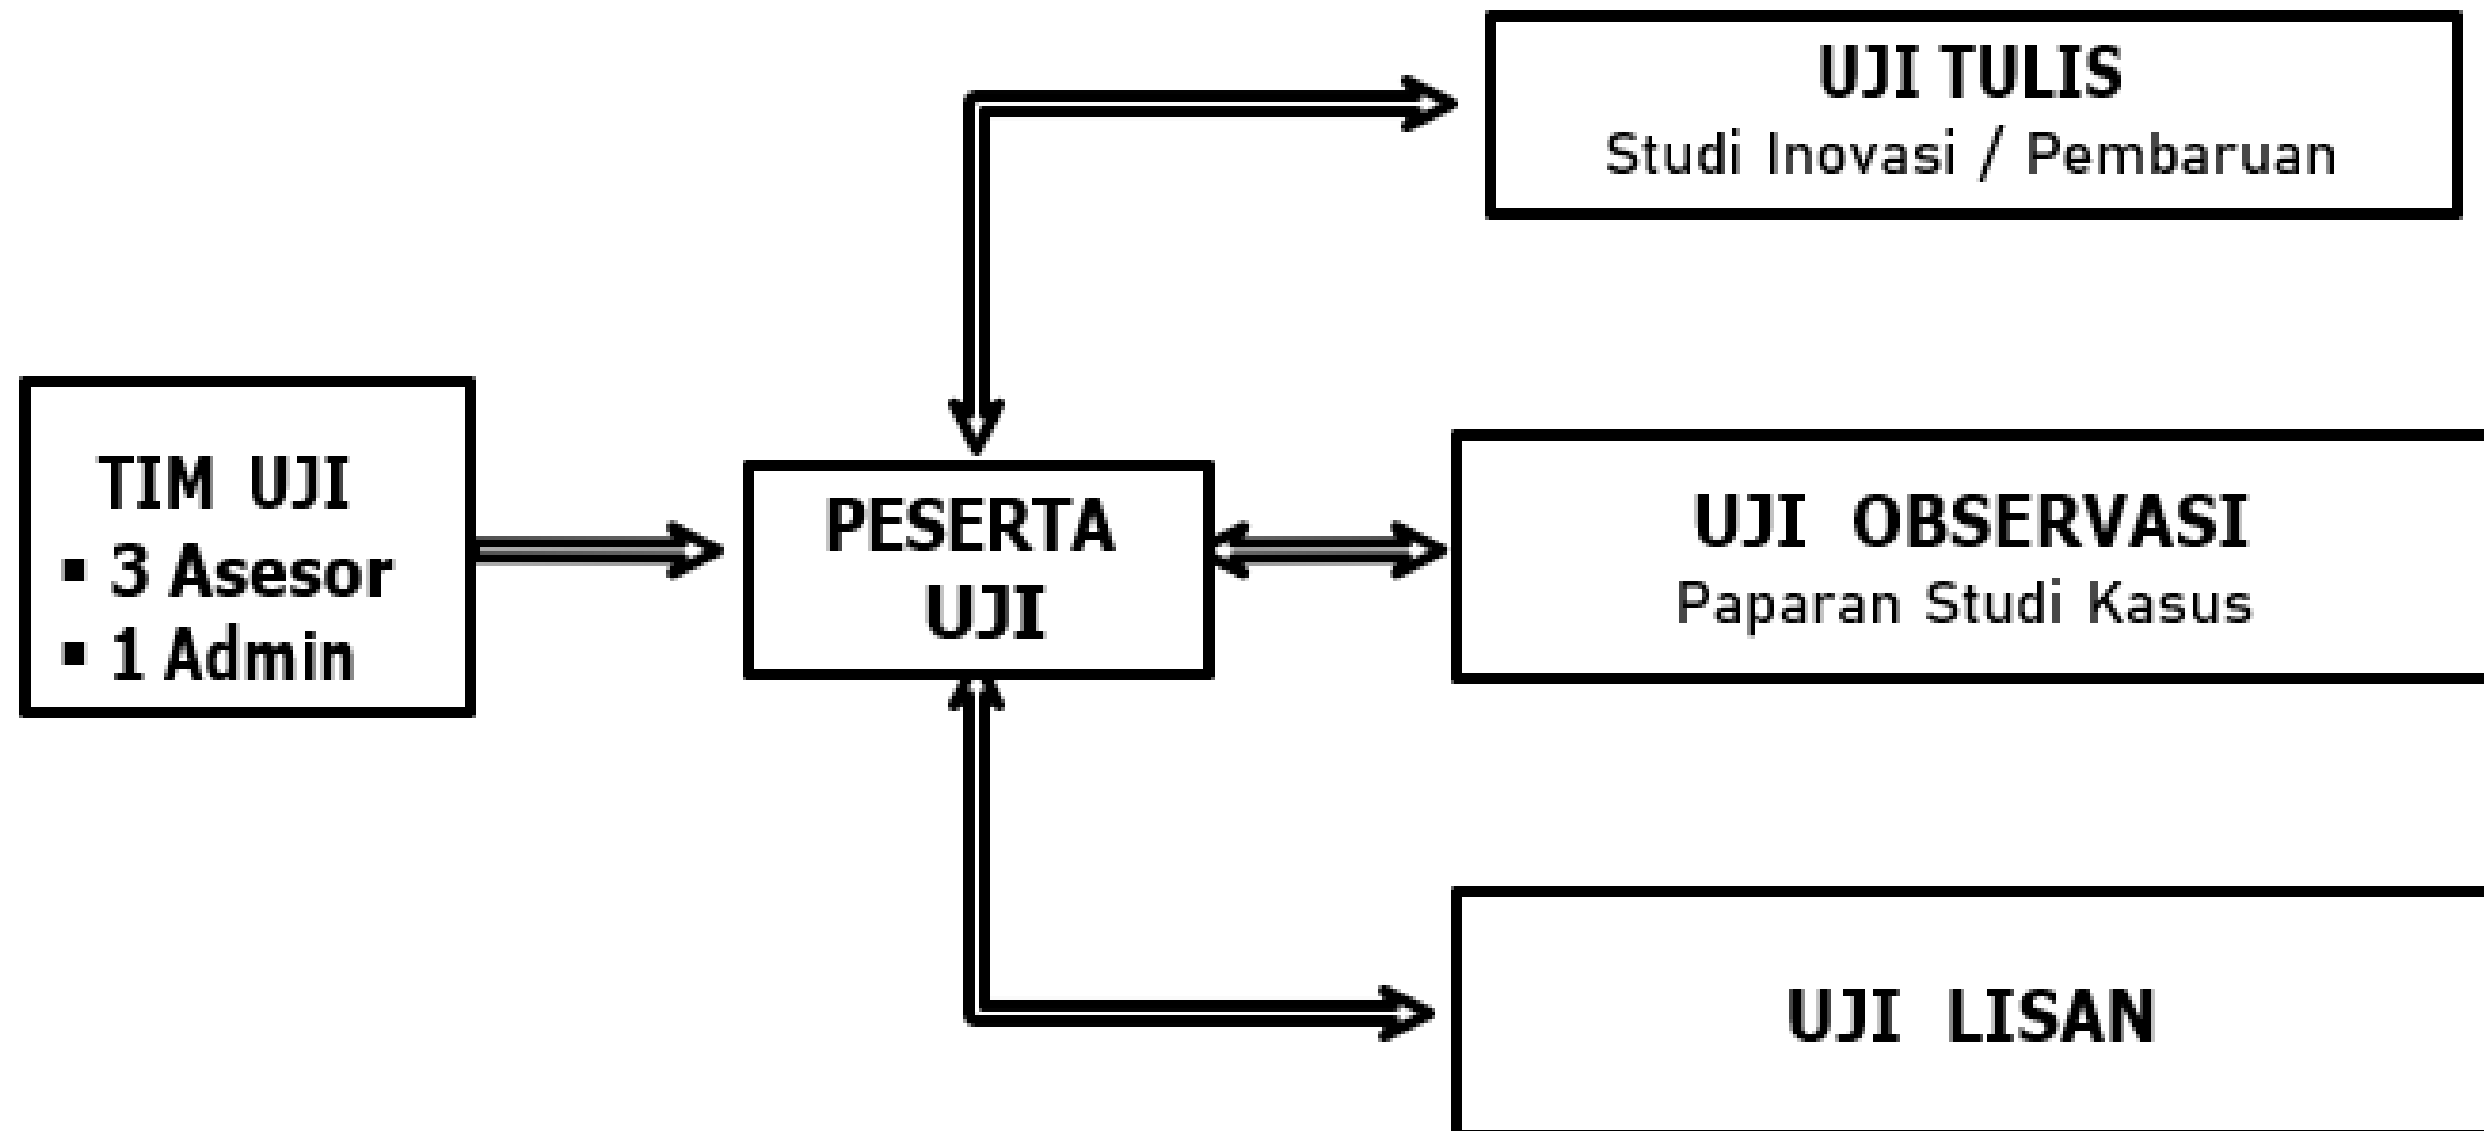 UJI TULIS
Studi Inovasi / Pembaruan
TIM UJI
▪ 3 Asesor
▪ 1 Admin
PESERTA
UJI
UJI OBSERVASI
Paparan Studi Kasus
UJI LISAN